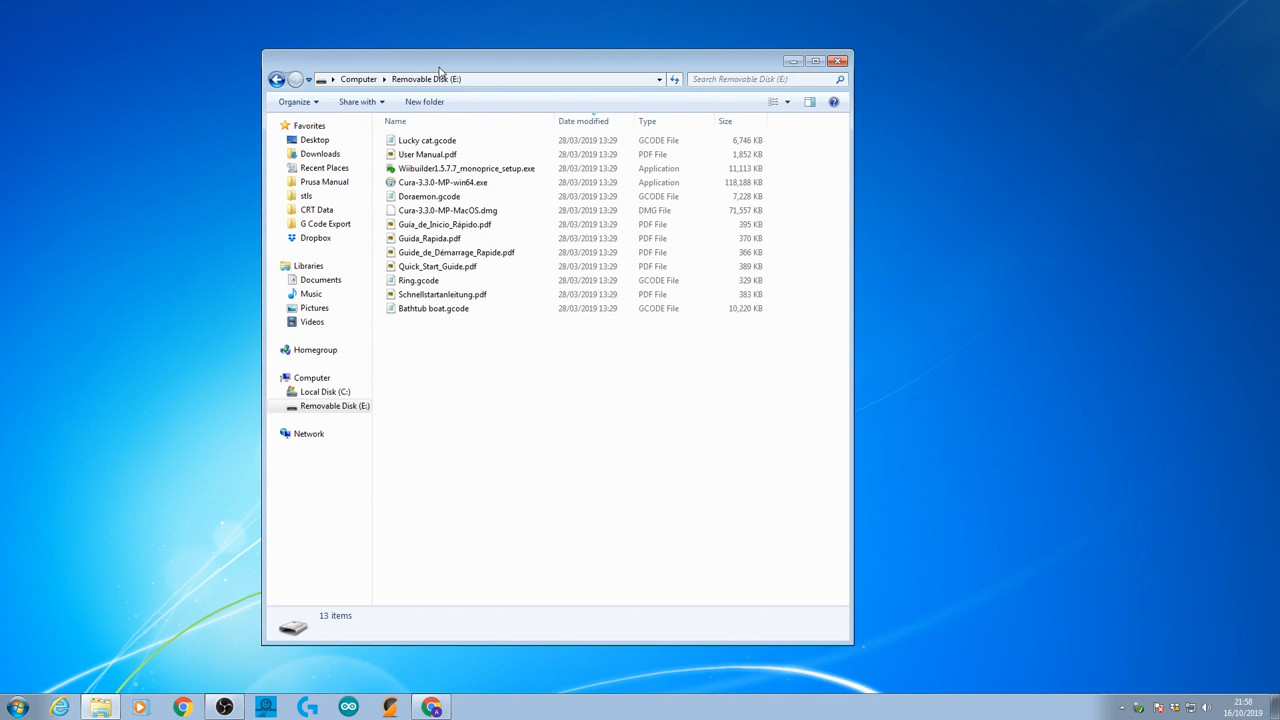 Computer Removable Disk (E:) Search Removable Disk (E:)
Organize Share with New folder
Name Date modified Type Size
Favorites
Desktop
Downloads
Recent Places
Prusa Manual
stls
CRT Data
G Code Export
Dropbox
Libraries
Documents
Music
Pictures
Videos
Homegroup
Computer
Local Disk (C:)
Removable Disk (E:)
Network
Lucky cat.gcode 28/03/2019 13:29 GCODE File 6,746 KB
User Manual.pdf 28/03/2019 13:29 PDF File 1,852 KB
Wiibuilder1.5.7.7_monoprice_setup.exe 28/03/2019 13:29 Application 11,113 KB
Cura-3.3.0-MP-win64.exe 28/03/2019 13:29 Application 118,188 KB
Doraemon.gcode 28/03/2019 13:29 GCODE File 7,228 KB
Cura-3.3.0-MP-MacOS.dmg 28/03/2019 13:29 DMG File 71,557 KB
Guía_de_Inicio_Rápido.pdf 28/03/2019 13:29 PDF File 395 KB
Guida_Rapida.pdf 28/03/2019 13:29 PDF File 370 KB
Guide_de_Démarrage_Rapide.pdf 28/03/2019 13:29 PDF File 366 KB
Quick_Start_Guide.pdf 28/03/2019 13:29 PDF File 389 KB
Ring.gcode 28/03/2019 13:29 GCODE File 329 KB
Schnellstartanleitung.pdf 28/03/2019 13:29 PDF File 383 KB
Bathtub boat.gcode 28/03/2019 13:29 GCODE File 10,220 KB
13 items
21:58
16/10/2019